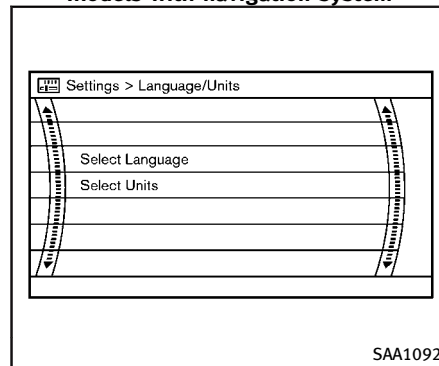 models with navigation system
Settings > Language/Units
Select Language
Select Units
SAA1092